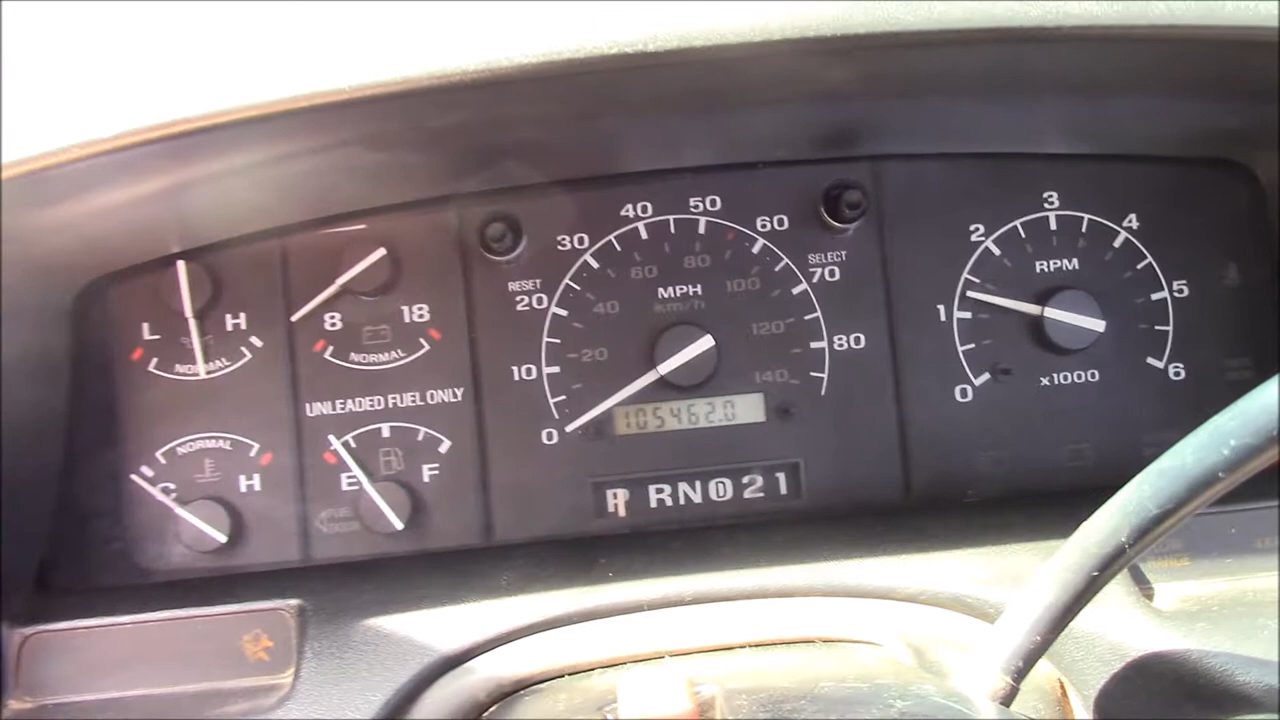 L H
NORMAL
8 18
NORMAL
UNLEADED FUEL ONLY
NORMAL
C H
E F
FUEL
DOOR
RESET
SELECT
0 10 20 30 40 50 60 70 80
20 40 60 80 100 120 140
MPH
km/h
105462.0
P R N D 2 1
0 1 2 3 4 5 6
RPM
x1000